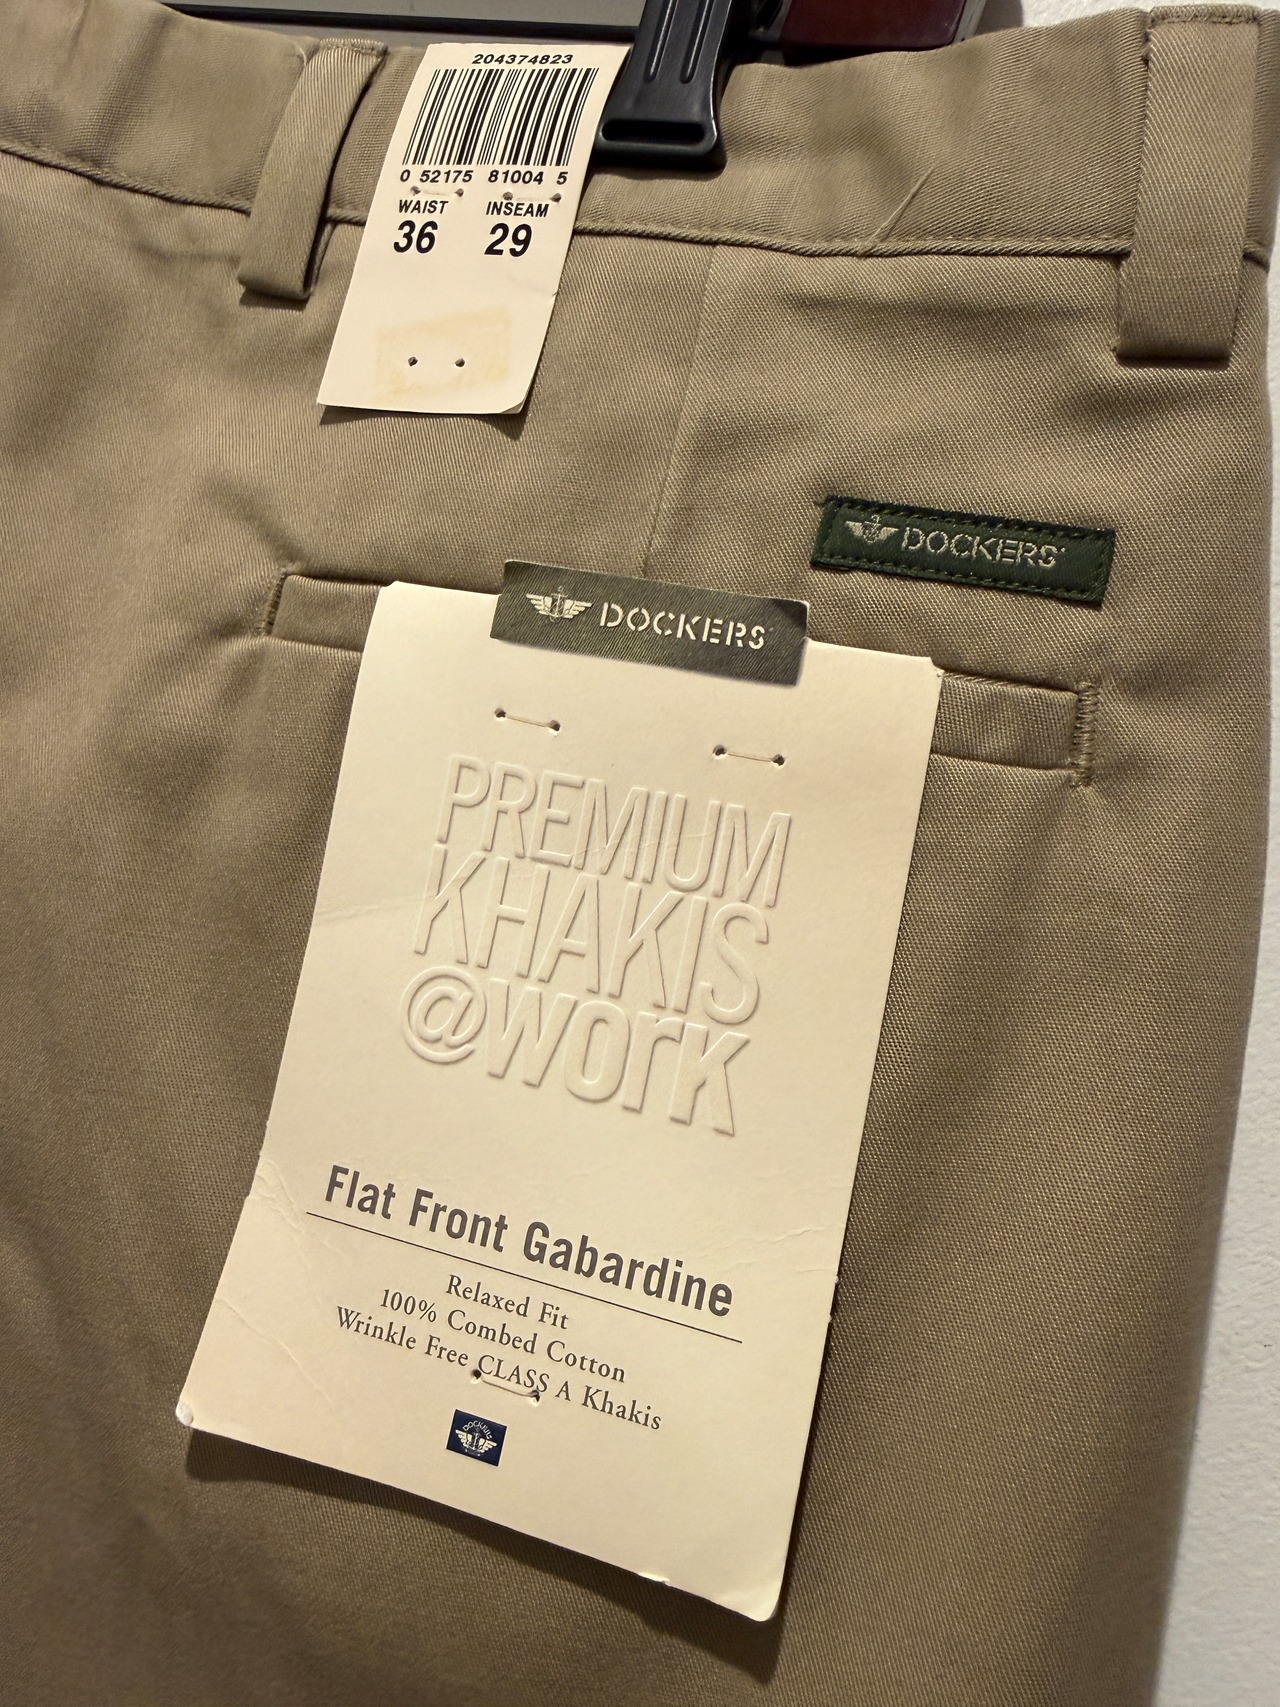 204374823
0 52175 81004 5
WAIST INSEAM
36 29
DOCKERS
DOCKERS
PREMIUM
KHAKIS
@work
Flat Front Gabardine
Relaxed Fit
100% Combed Cotton
Wrinkle Free CLASS A Khakis
DOCKERS